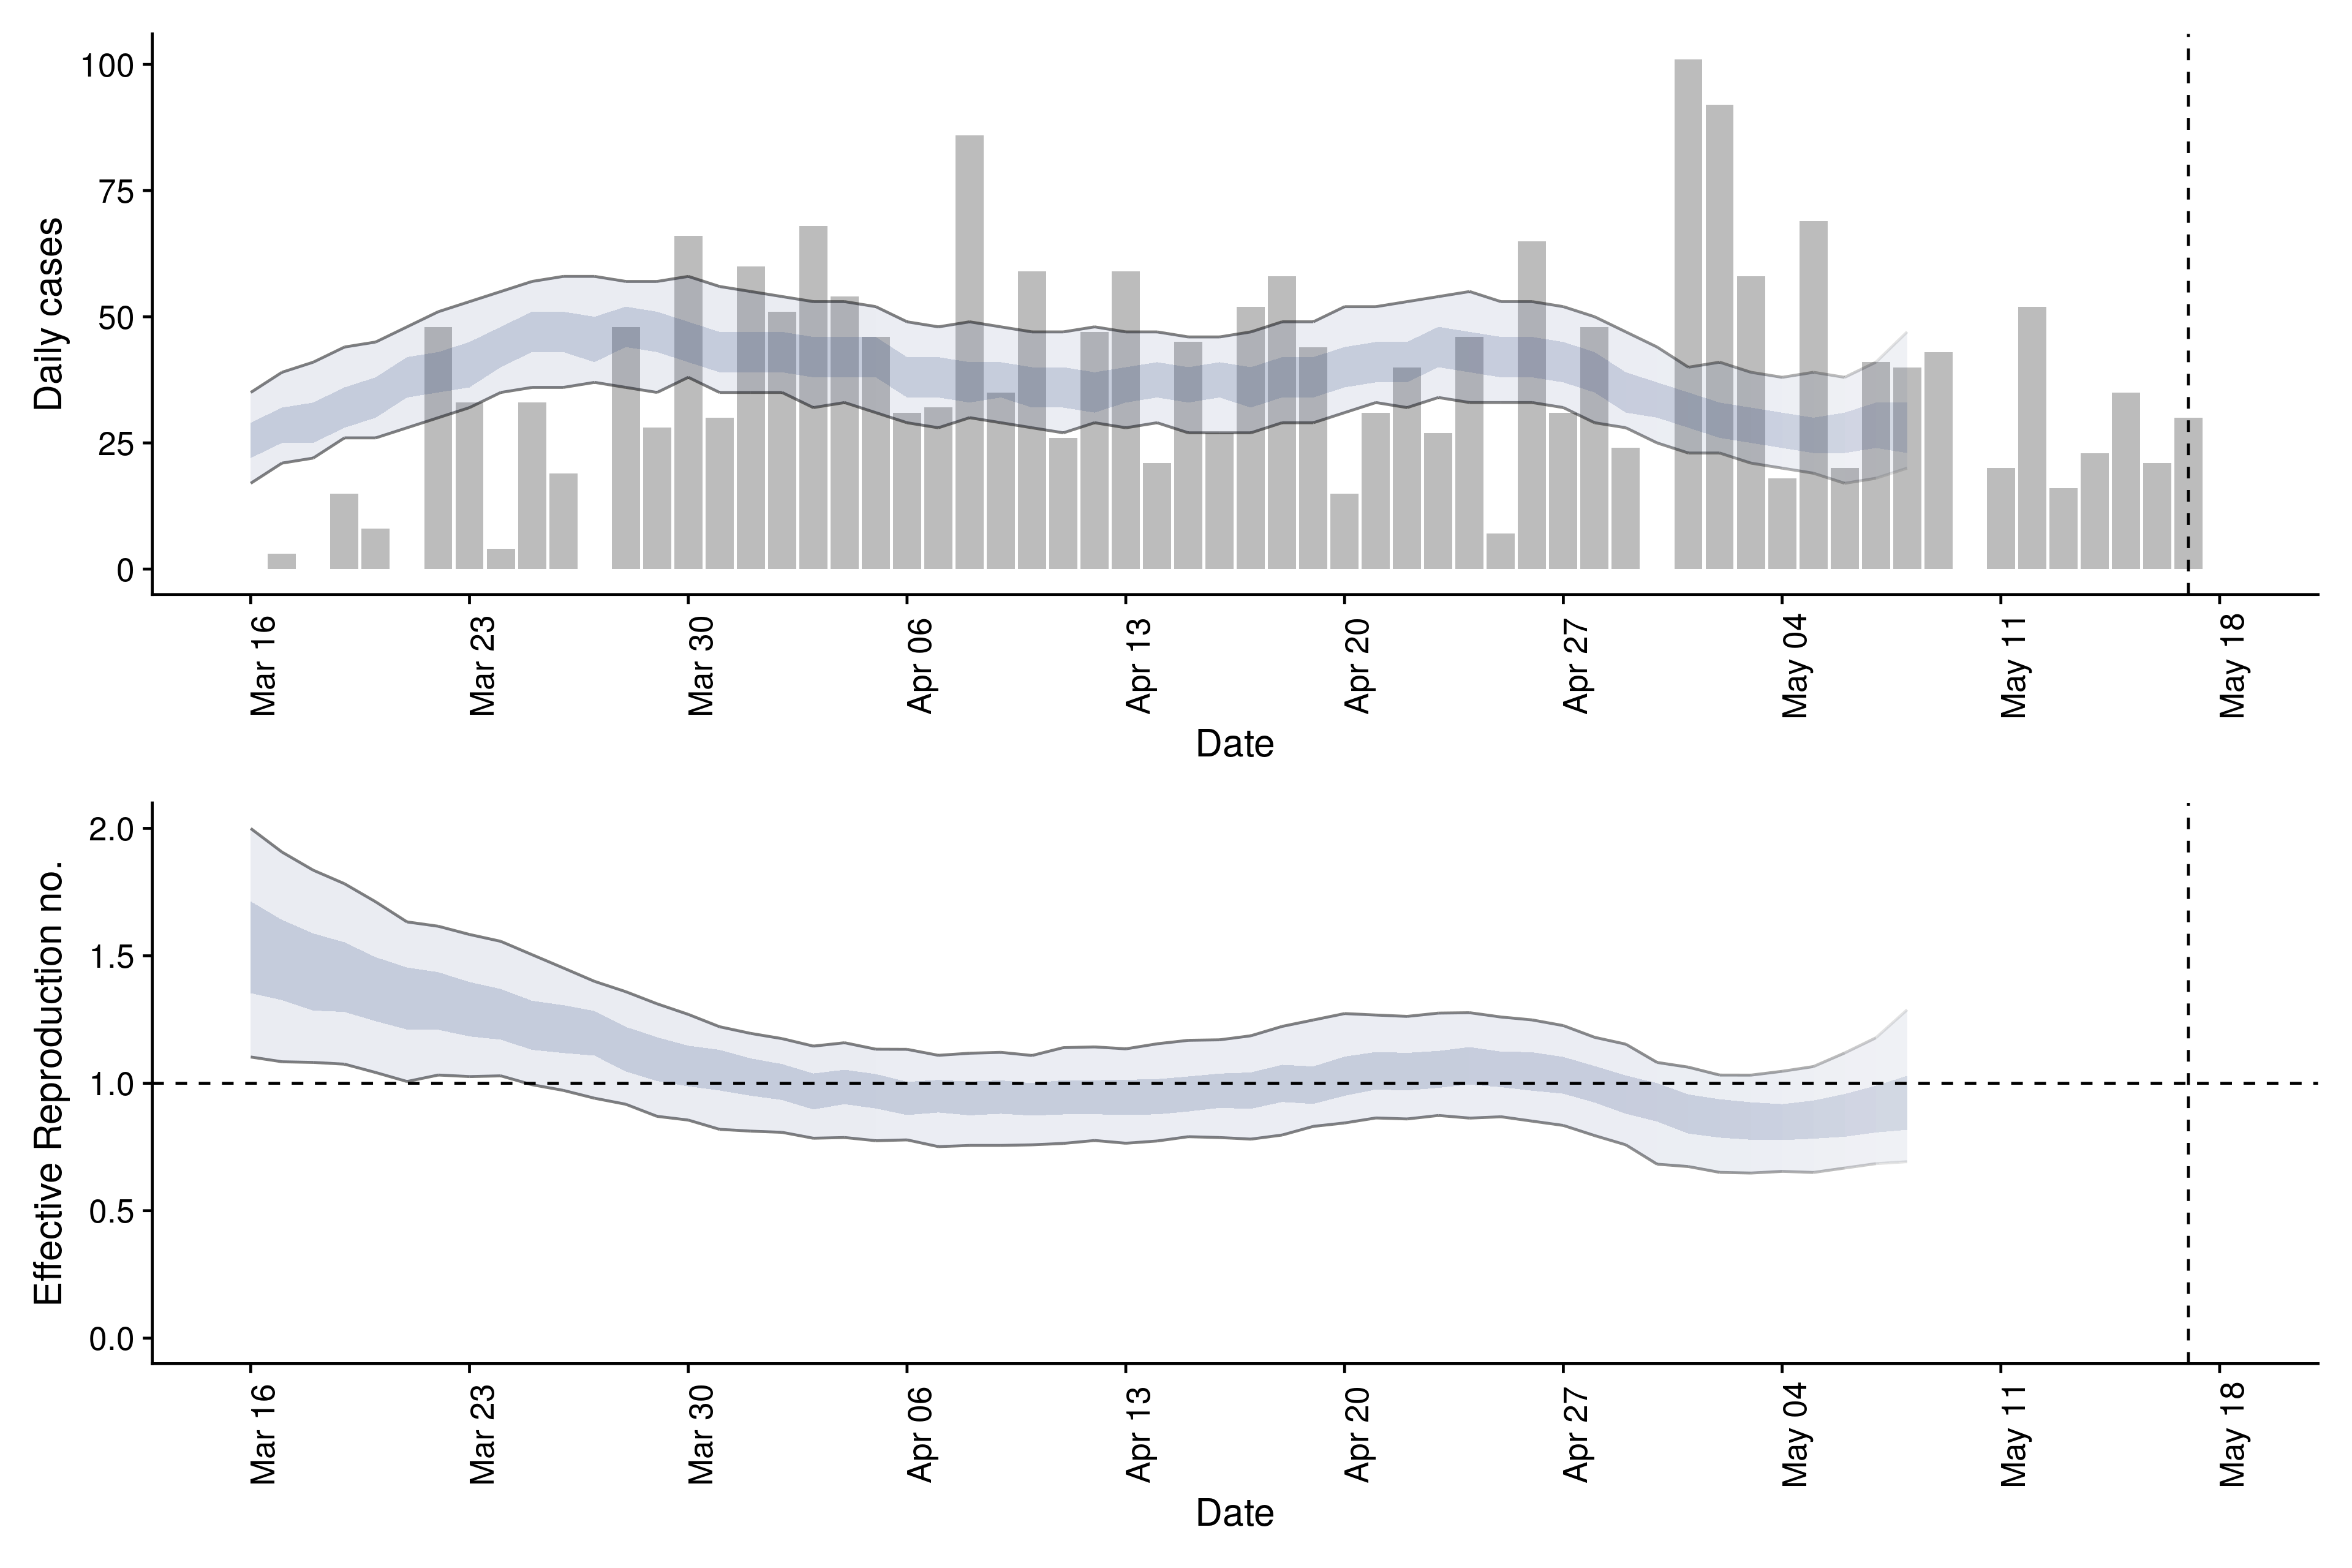 Daily cases
100
75
50
25
0
Mar 16
Mar 23
Mar 30
Apr 06
Apr 13
Apr 20
Apr 27
May 04
May 11
May 18
Date
Effective Reproduction no.
2.0
1.5
1.0
0.5
0.0
Mar 16
Mar 23
Mar 30
Apr 06
Apr 13
Apr 20
Apr 27
May 04
May 11
May 18
Date